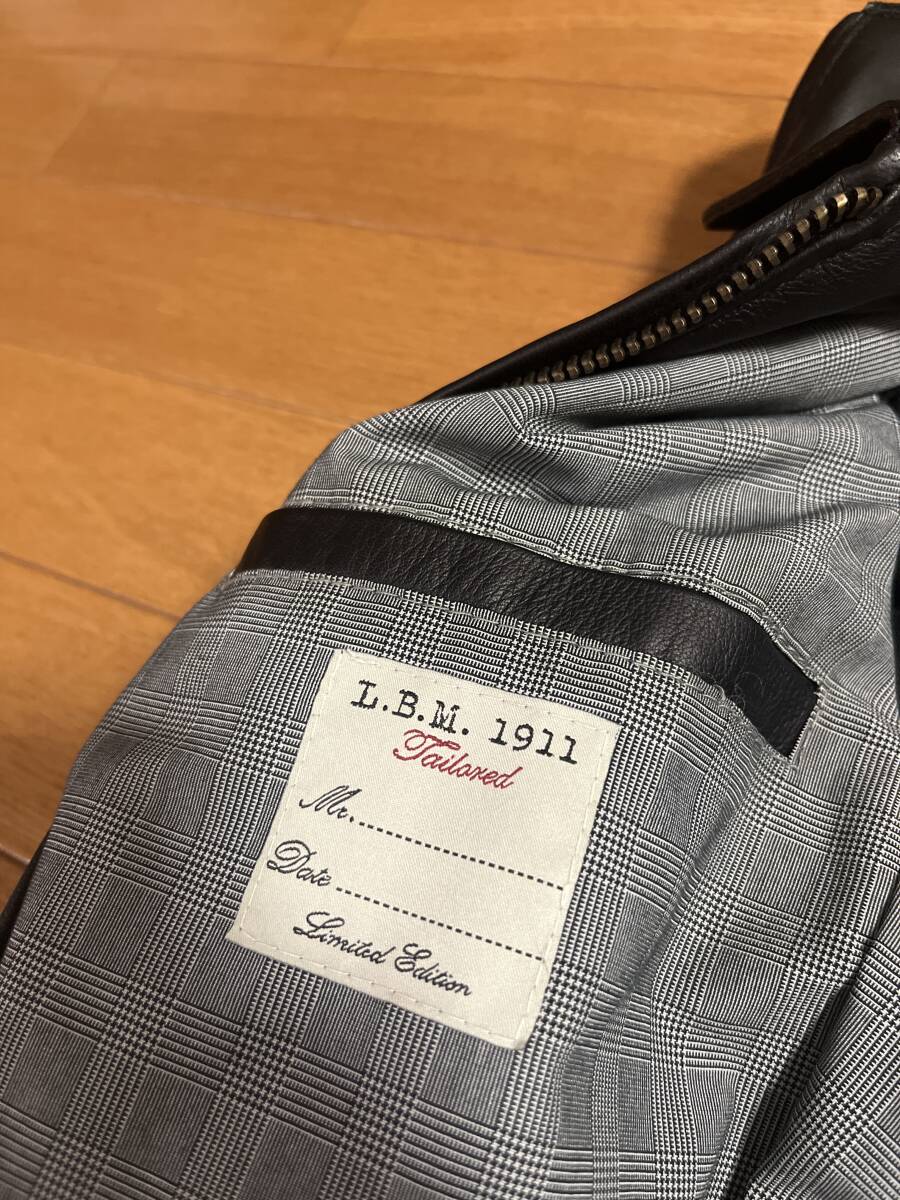 L.B.M. 1911
Tailored
Mr. ........................
Date ........................
Limited Edition